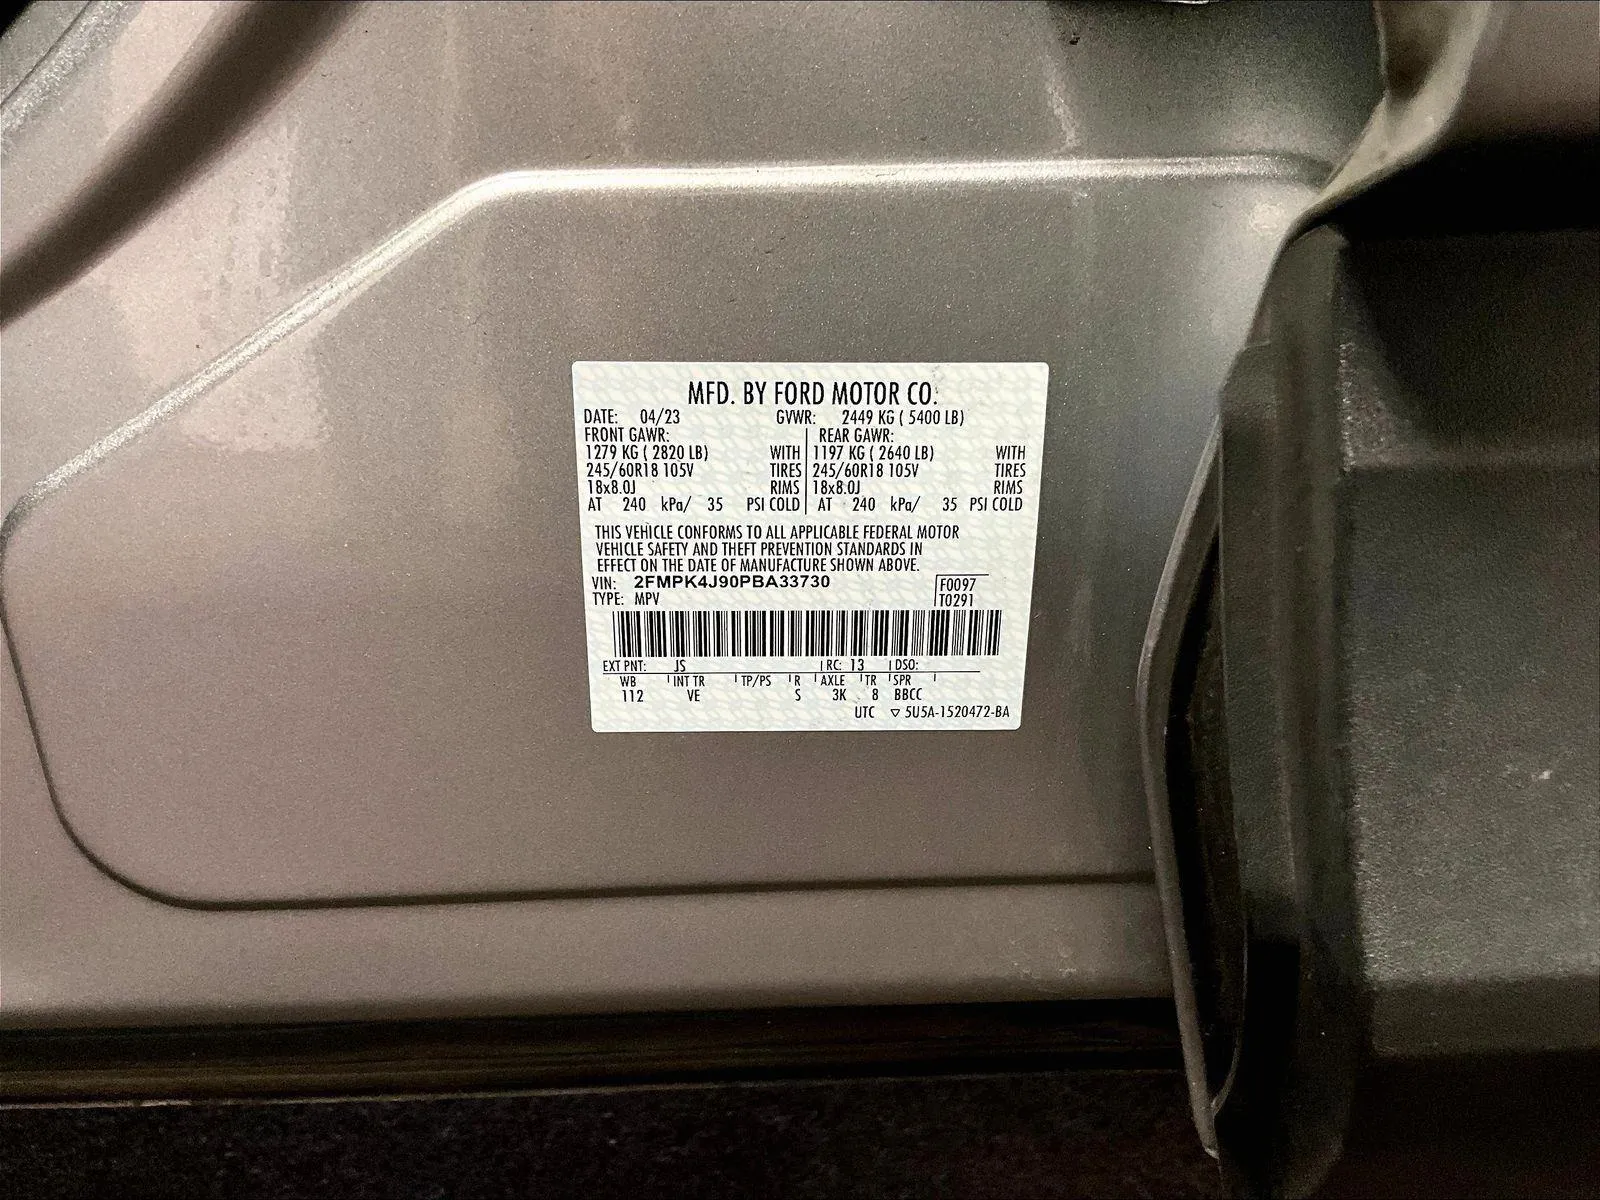 MFD. BY FORD MOTOR CO.
DATE: 04/23 GVWR: 2449 KG ( 5400 LB)
FRONT GAWR: REAR GAWR:
1279 KG ( 2820 LB) WITH 1197 KG ( 2640 LB) WITH
245/60R18 105V TIRES 245/60R18 105V TIRES
18x8.0J RIMS 18x8.0J RIMS
AT 240 kPa/ 35 PSI COLD AT 240 kPa/ 35 PSI COLD
THIS VEHICLE CONFORMS TO ALL APPLICABLE FEDERAL MOTOR
VEHICLE SAFETY AND THEFT PREVENTION STANDARDS IN
EFFECT ON THE DATE OF MANUFACTURE SHOWN ABOVE.
VIN: 2FMPK4J90PBA33730 F0097
TYPE: MPV T0291
EXT PNT: JS RC: 13 DSO:
WB INT TR TP/PS R AXLE TR SPR
112 VE S 3K 8 BBCC
UTC ▽ 5U5A-1520472-BA